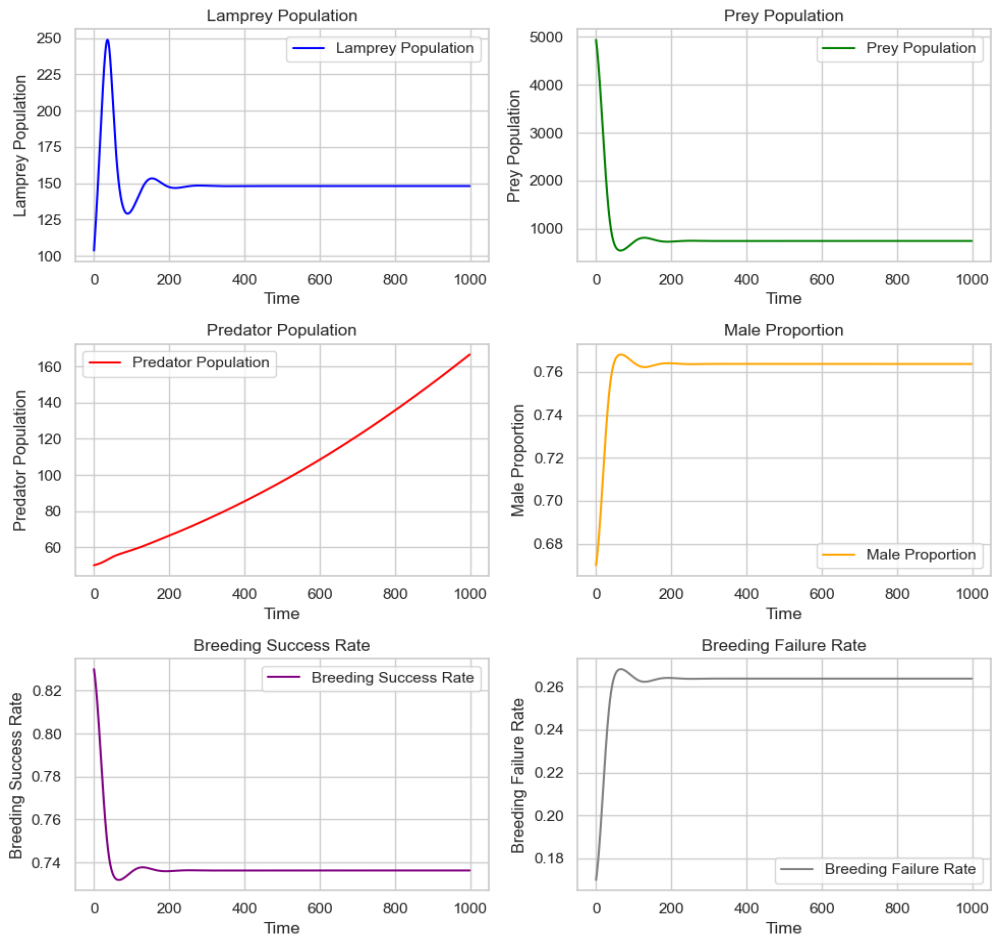 Lamprey Population
Prey Population
250
225
200
175
150
125
100
Lamprey Population
Lamprey Population
0 200 400 600 800 1000
Time
5000
4000
3000
2000
1000
Prey Population
Prey Population
0 200 400 600 800 1000
Time
Predator Population
Male Proportion
160
140
120
100
80
60
Predator Population
Predator Population
0 200 400 600 800 1000
Time
0.76
0.74
0.72
0.70
0.68
Male Proportion
Male Proportion
0 200 400 600 800 1000
Time
Breeding Success Rate
Breeding Failure Rate
0.82
0.80
0.78
0.76
0.74
Breeding Success Rate
Breeding Success Rate
0 200 400 600 800 1000
Time
0.26
0.24
0.22
0.20
0.18
Breeding Failure Rate
Breeding Failure Rate
0 200 400 600 800 1000
Time